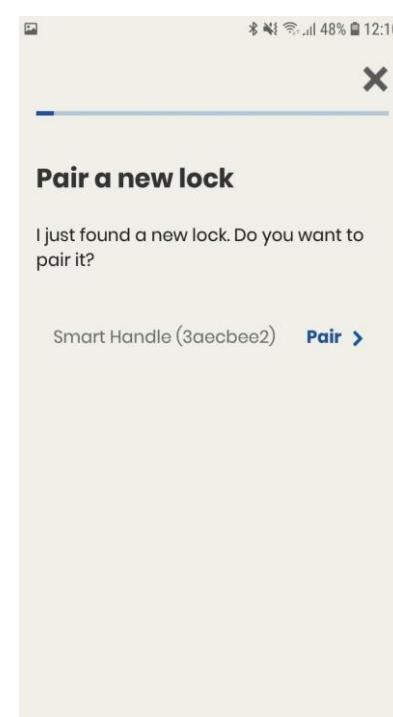 48% 12:1
Pair a new lock
I just found a new lock. Do you want to
pair it?
Smart Handle (3aecbee2) Pair